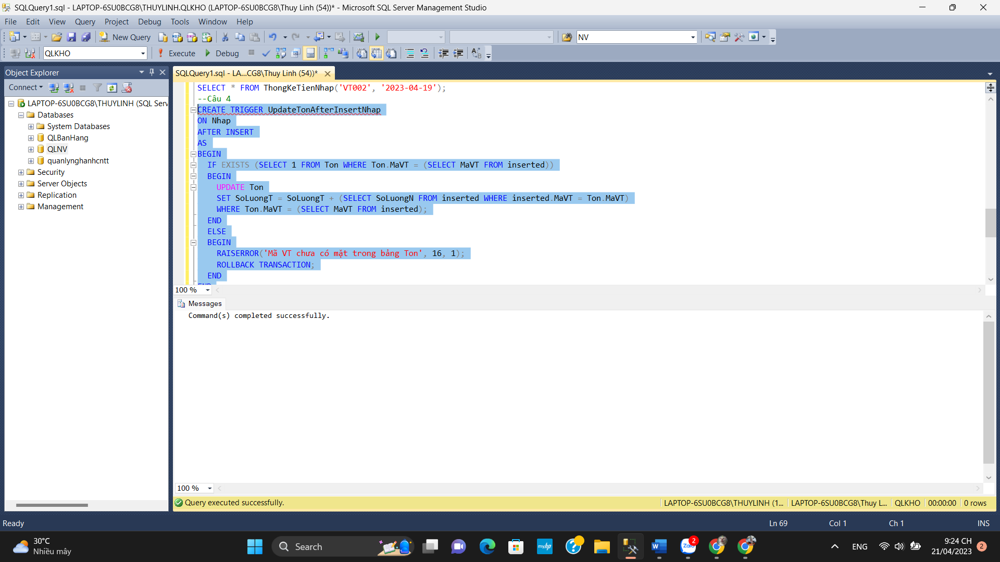 SQLQuery1.sql - LAPTOP-6SU0BCG8\THUYLINH.QLKHO (LAPTOP-6SU0BCG8\Thuy Linh (54))* - Microsoft SQL Server Management Studio
File Edit View Query Project Debug Tools Window Help
New Query NV
QLKHO Execute Debug
Object Explorer
Connect
LAPTOP-6SU0BCG8\THUYLINH (SQL Serv
Databases
System Databases
QLBanHang
QLNV
quanlynghanhcntt
Security
Server Objects
Replication
Management
SQLQuery1.sql - LA...CG8\Thuy Linh (54))*
SELECT * FROM ThongKeTienNhap('VT002', '2023-04-19');
--Câu 4
CREATE TRIGGER UpdateTonAfterInsertNhap
ON Nhap
AFTER INSERT
AS
BEGIN
IF EXISTS (SELECT 1 FROM Ton WHERE Ton.MaVT = (SELECT MaVT FROM inserted))
BEGIN
UPDATE Ton
SET SoLuongT = SoLuongT + (SELECT SoLuongN FROM inserted WHERE inserted.MaVT = Ton.MaVT)
WHERE Ton.MaVT = (SELECT MaVT FROM inserted);
END
ELSE
BEGIN
RAISERROR('Mã VT chưa có mặt trong bảng Ton', 16, 1);
ROLLBACK TRANSACTION;
END
END
100 %
Messages
Command(s) completed successfully.
100 %
Query executed successfully. LAPTOP-6SU0BCG8\THUYLINH (1... LAPTOP-6SU0BCG8\Thuy L... QLKHO 00:00:00 0 rows
Ready Ln 69 Col 1 Ch 1 INS
30°C
Nhiều mây
Search
myhp
Zalo
2
ENG
9:24 CH
21/04/2023
2